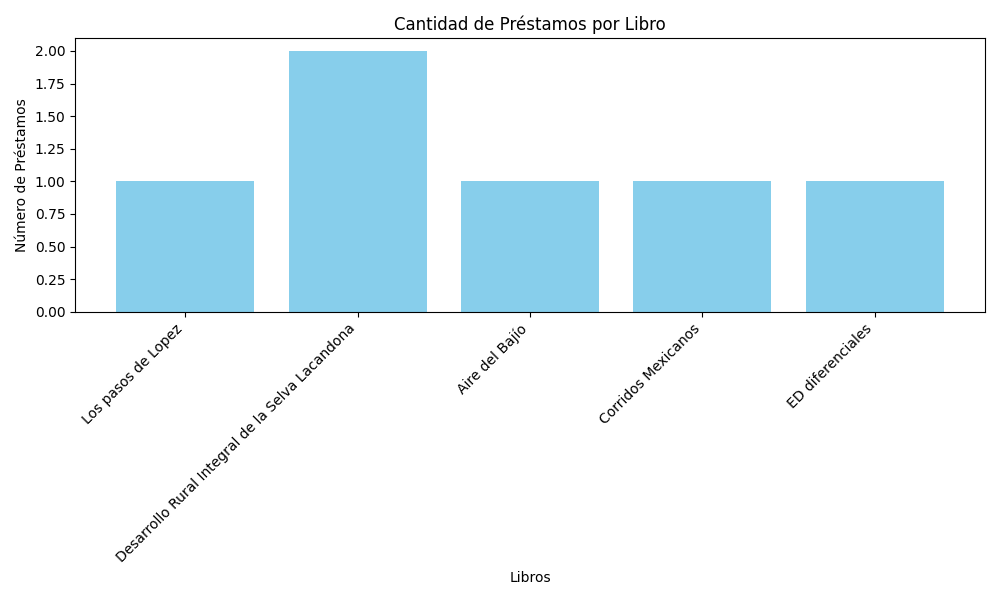 Cantidad de Préstamos por Libro
Número de Préstamos
2.00
1.75
1.50
1.25
1.00
0.75
0.50
0.25
0.00
Los pasos de Lopez
Desarrollo Rural Integral de la Selva Lacandona
Aire del Bajio
Corridos Mexicanos
ED diferenciales
Libros